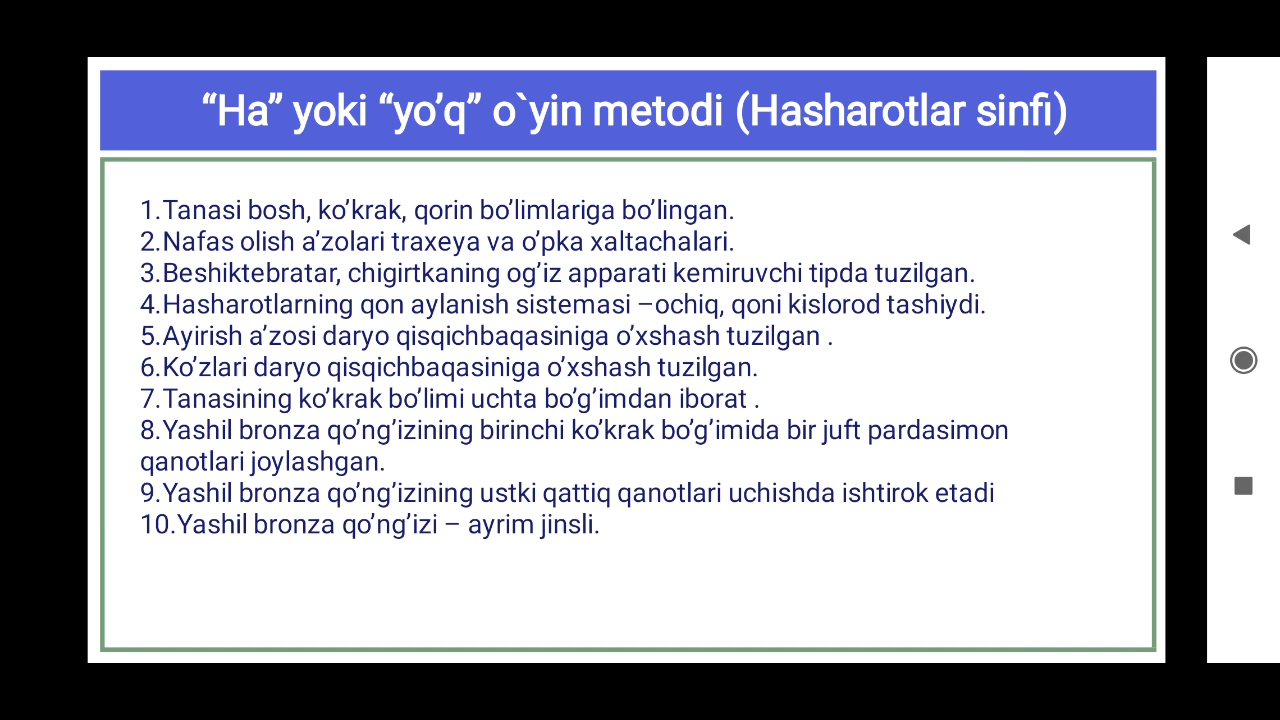 “Ha” yoki “yo’q” o`yin metodi (Hasharotlar sinfi)
1.Tanasi bosh, ko’krak, qorin bo’limlariga bo’lingan.
2.Nafas olish a’zolari traxeya va o’pka xaltachalari.
3.Beshiktebratar, chigirtkaning og’iz apparati kemiruvchi tipda tuzilgan.
4.Hasharotlarning qon aylanish sistemasi –ochiq, qoni kislorod tashiydi.
5.Ayirish a’zosi daryo qisqichbaqasiniga o’xshash tuzilgan .
6.Ko’zlari daryo qisqichbaqasiniga o’xshash tuzilgan.
7.Tanasining ko’krak bo’limi uchta bo’g’imdan iborat .
8.Yashil bronza qo’ng’izining birinchi ko’krak bo’g’imida bir juft pardasimon
qanotlari joylashgan.
9.Yashil bronza qo’ng’izining ustki qattiq qanotlari uchishda ishtirok etadi
10.Yashil bronza qo’ng’izi – ayrim jinsli.